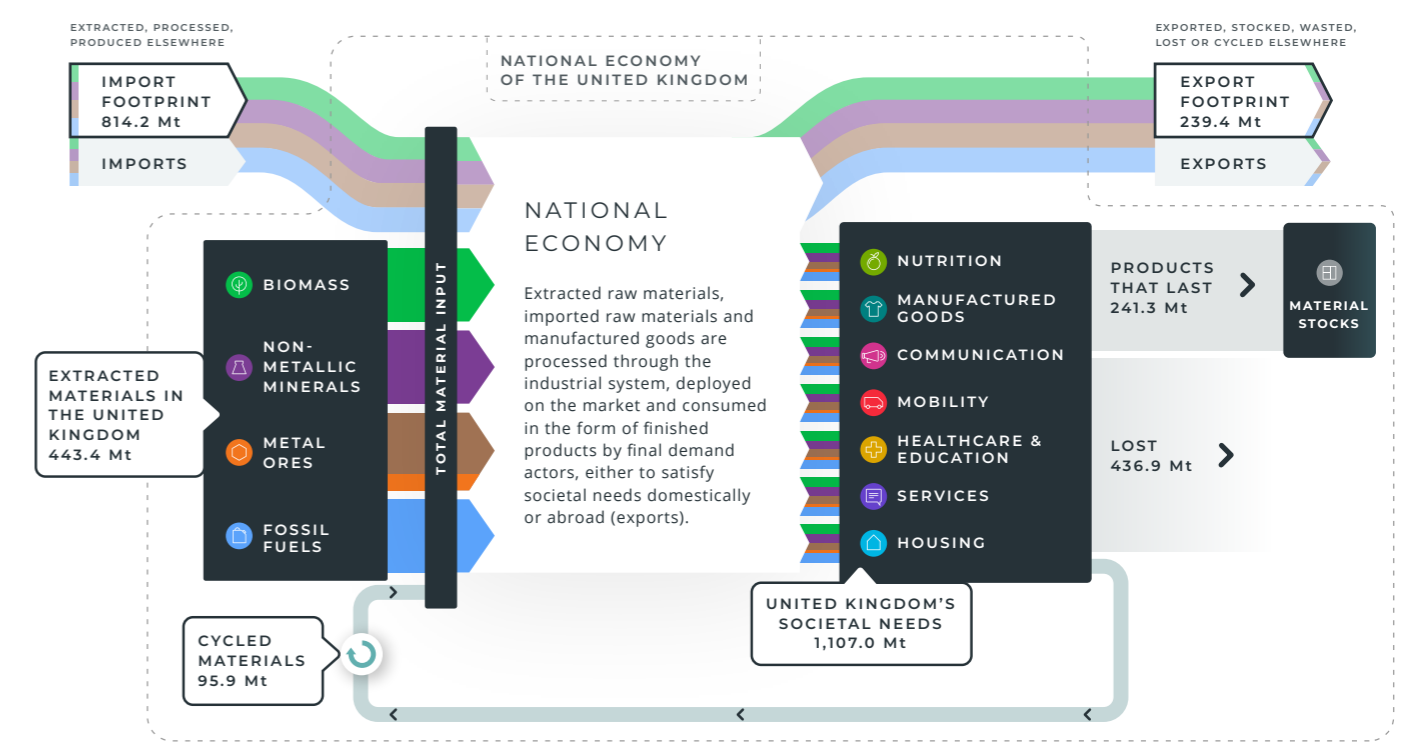 EXTRACTED, PROCESSED,
PRODUCED ELSEWHERE
IMPORT
FOOTPRINT
814.2 Mt
IMPORTS
NATIONAL ECONOMY
OF THE UNITED KINGDOM
EXPORTED, STOCKED, WASTED,
LOST OR CYCLED ELSEWHERE
EXPORT
FOOTPRINT
239.4 Mt
EXPORTS
EXTRACTED
MATERIALS IN
THE UNITED
KINGDOM
443.4 Mt
BIOMASS
NON-
METALLIC
MINERALS
METAL
ORES
FOSSIL
FUELS
TOTAL MATERIAL INPUT
NATIONAL
ECONOMY
Extracted raw materials,
imported raw materials and
manufactured goods are
processed through the
industrial system, deployed
on the market and consumed
in the form of finished
products by final demand
actors, either to satisfy
societal needs domestically
or abroad (exports).
NUTRITION
MANUFACTURED
GOODS
COMMUNICATION
MOBILITY
HEALTHCARE &
EDUCATION
SERVICES
HOUSING
PRODUCTS
THAT LAST
241.3 Mt
MATERIAL
STOCKS
LOST
436.9 Mt
UNITED KINGDOM’S
SOCIETAL NEEDS
1,107.0 Mt
CYCLED
MATERIALS
95.9 Mt